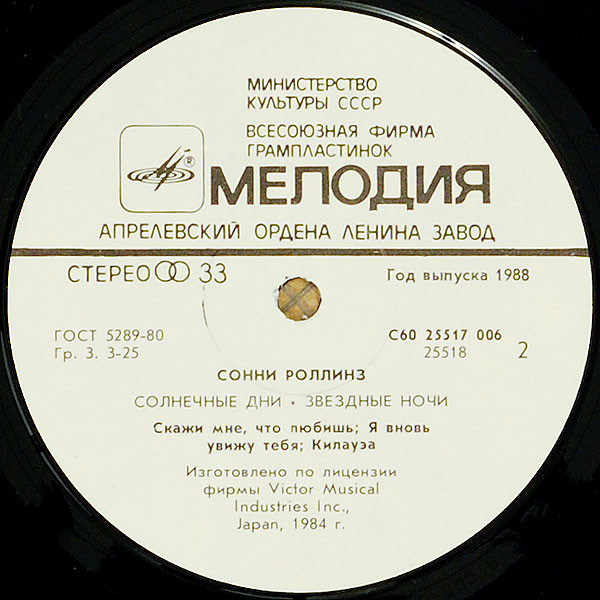 МИНИСТЕРСТВО
КУЛЬТУРЫ СССР
ВСЕСОЮЗНАЯ ФИРМА
ГРАМПЛАСТИНОК
®
МЕЛОДИЯ
АПРЕЛЕВСКИЙ ОРДЕНА ЛЕНИНА ЗАВОД
СТЕРЕО 33
Год выпуска 1988
ГОСТ 5289-80
Гр. 3. 3-25
С60 25517 006
25518
2
СОННИ РОЛЛИНЗ
СОЛНЕЧНЫЕ ДНИ · ЗВЕЗДНЫЕ НОЧИ
Скажи мне, что любишь; Я вновь
увижу тебя; Килауэа
Изготовлено по лицензии
фирмы Victor Musical
Industries Inc.,
Japan, 1984 г.